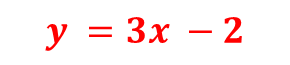 y = 3x − 2